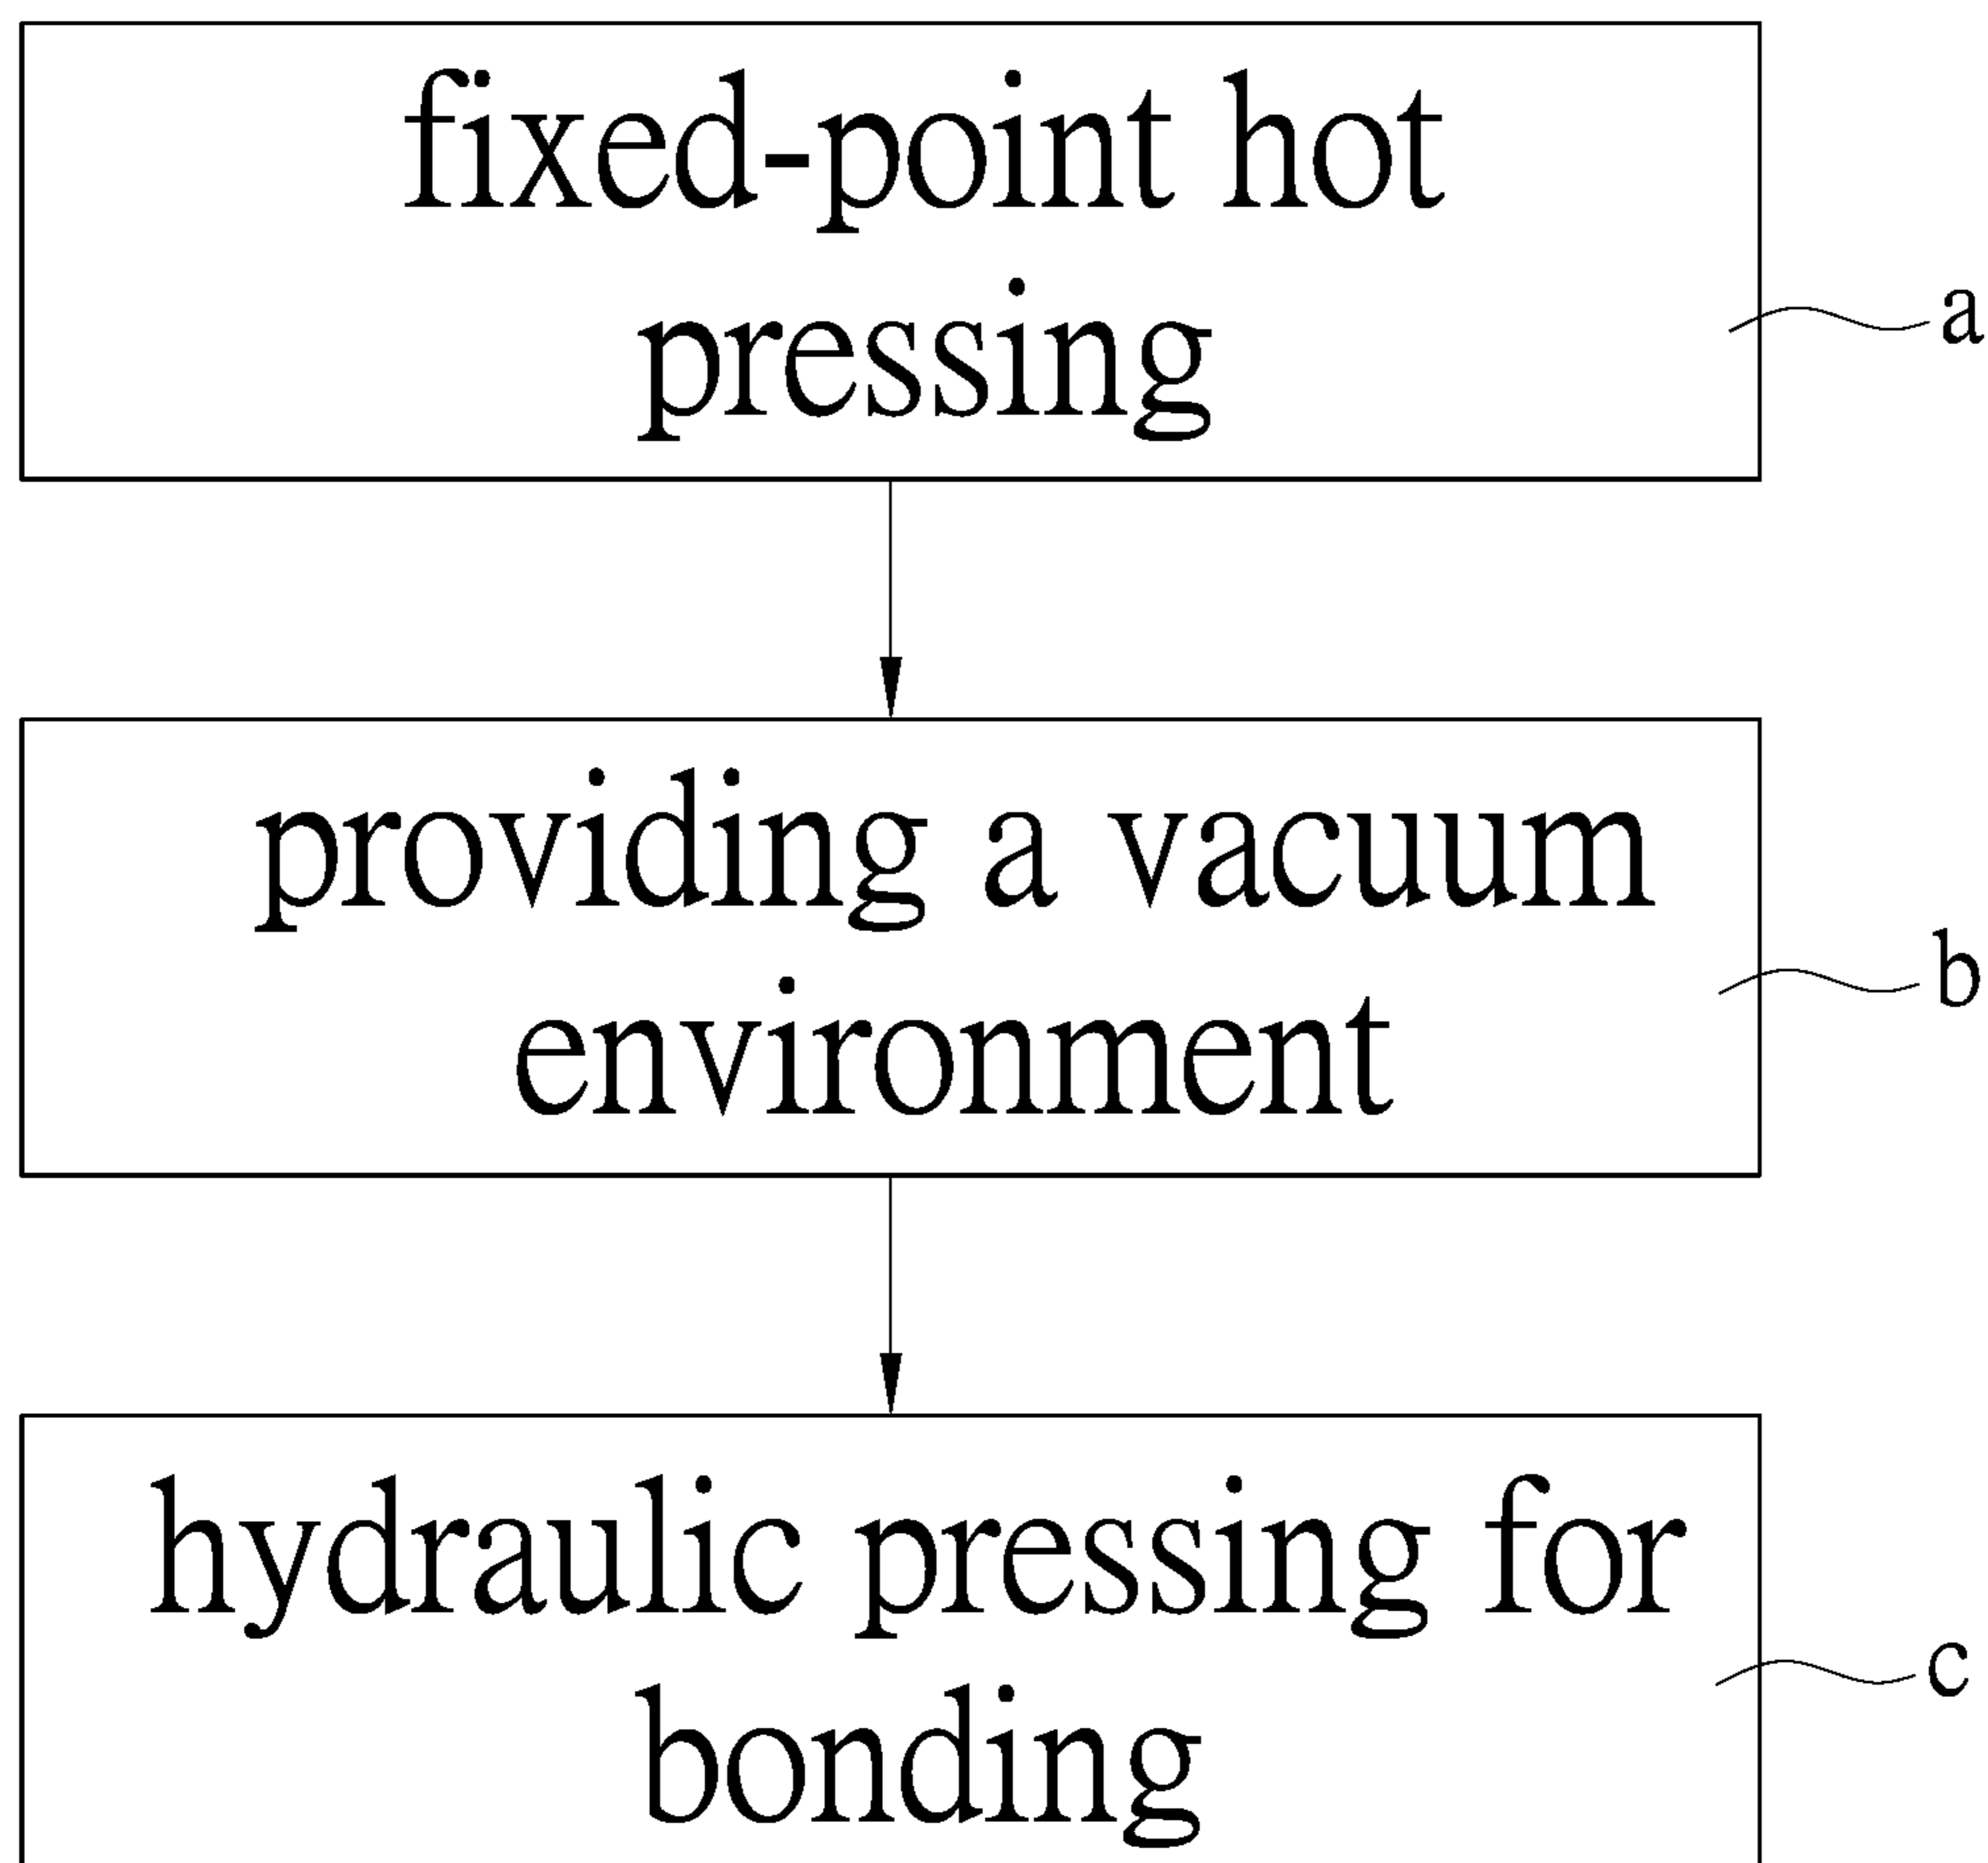 fixed-point hot
pressing
a
providing a vacuum
environment
b
hydraulic pressing for
bonding
c